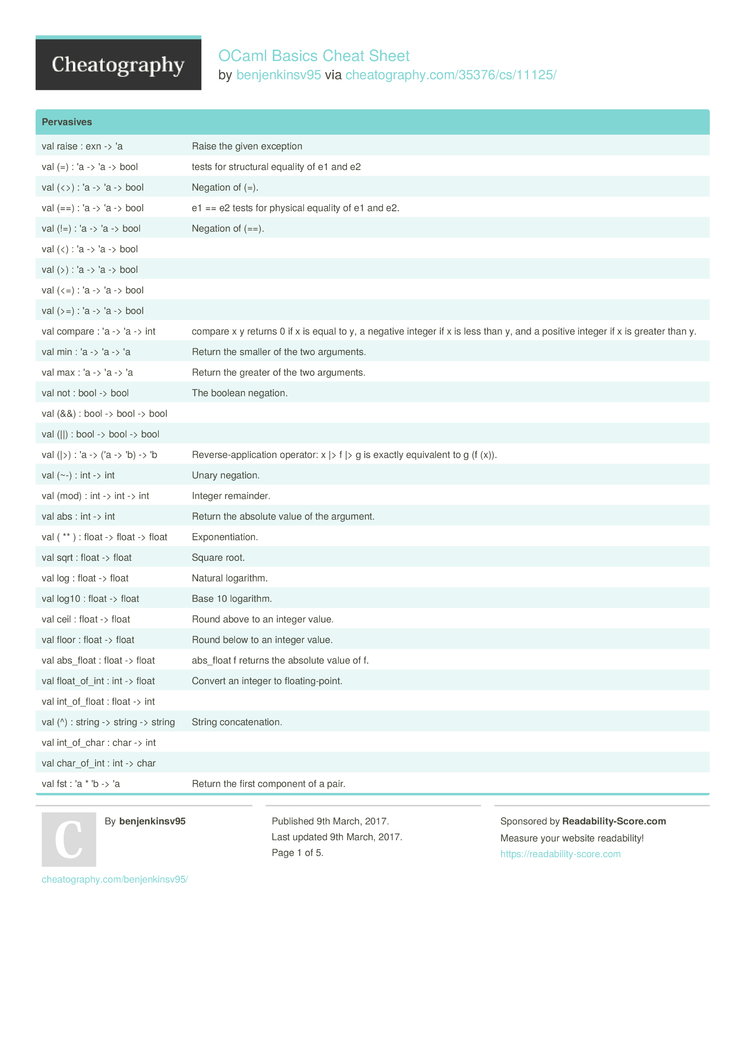 Cheatography
OCaml Basics Cheat Sheet
by benjenkinsv95 via cheatography.com/35376/cs/11125/
Pervasives
val raise : exn -> 'a Raise the given exception
val (=) : 'a -> 'a -> bool tests for structural equality of e1 and e2
val (<>) : 'a -> 'a -> bool Negation of (=).
val (==) : 'a -> 'a -> bool e1 == e2 tests for physical equality of e1 and e2.
val (!=) : 'a -> 'a -> bool Negation of (==).
val (<) : 'a -> 'a -> bool
val (>) : 'a -> 'a -> bool
val (<=) : 'a -> 'a -> bool
val (>=) : 'a -> 'a -> bool
val compare : 'a -> 'a -> int compare x y returns 0 if x is equal to y, a negative integer if x is less than y, and a positive integer if x is greater than y.
val min : 'a -> 'a -> 'a Return the smaller of the two arguments.
val max : 'a -> 'a -> 'a Return the greater of the two arguments.
val not : bool -> bool The boolean negation.
val (&&) : bool -> bool -> bool
val (||) : bool -> bool -> bool
val (|>) : 'a -> ('a -> 'b) -> 'b Reverse-application operator: x |> f |> g is exactly equivalent to g (f (x)).
val (~-) : int -> int Unary negation.
val (mod) : int -> int -> int Integer remainder.
val abs : int -> int Return the absolute value of the argument.
val ( ** ) : float -> float -> float Exponentiation.
val sqrt : float -> float Square root.
val log : float -> float Natural logarithm.
val log10 : float -> float Base 10 logarithm.
val ceil : float -> float Round above to an integer value.
val floor : float -> float Round below to an integer value.
val abs_float : float -> float abs_float f returns the absolute value of f.
val float_of_int : int -> float Convert an integer to floating-point.
val int_of_float : float -> int
val (^) : string -> string -> string String concatenation.
val int_of_char : char -> int
val char_of_int : int -> char
val fst : 'a * 'b -> 'a Return the first component of a pair.
C
By benjenkinsv95
cheatography.com/benjenkinsv95/
Published 9th March, 2017.
Last updated 9th March, 2017.
Page 1 of 5.
Sponsored by Readability-Score.com
Measure your website readability!
https://readability-score.com